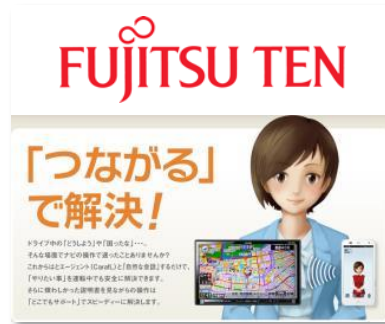 FUJITSU TEN
「つながる」
で解決!
ドライブ中の「どうしよう」や「困ったな」・・・。
そんな場面でナビの操作で迷ったことありませんか?
これからはエージェント(CarafL)と「自然な会話」するだけで、
「やりたい事」を運転中でも安全に解決できます。
さらに煩わしかった説明書を見ながらの操作は
「どこでもサポート」でスピーディーに解決します。